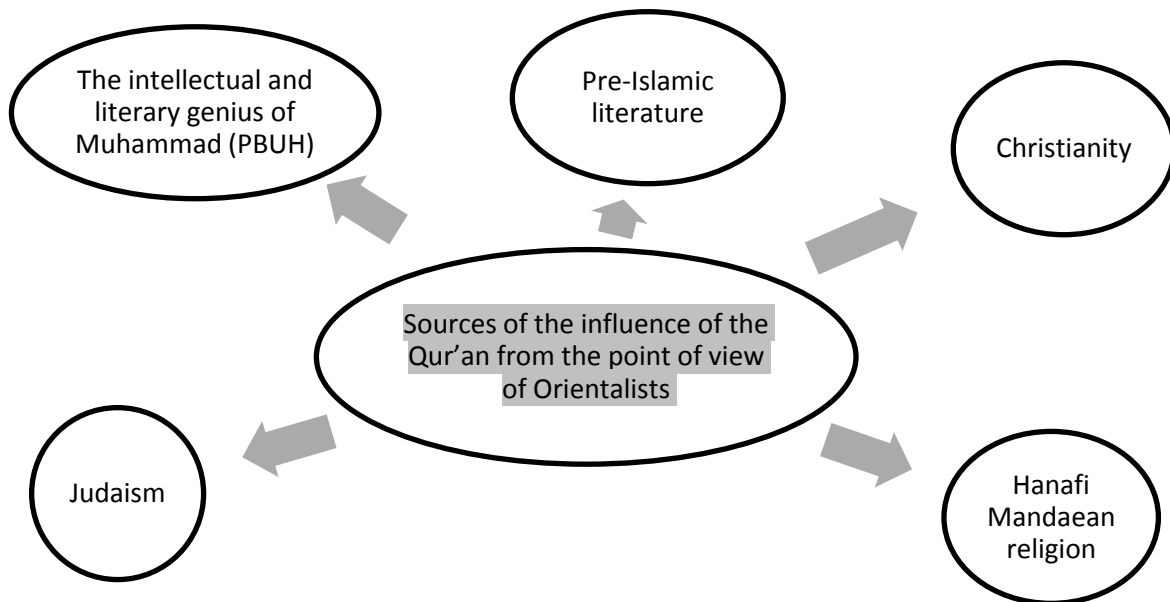 The intellectual and
literary genius of
Muhammad (PBUH)
Pre-Islamic
literature
Christianity
Sources of the influence of the
Qur’an from the point of view
of Orientalists
Judaism
Hanafi
Mandaean
religion